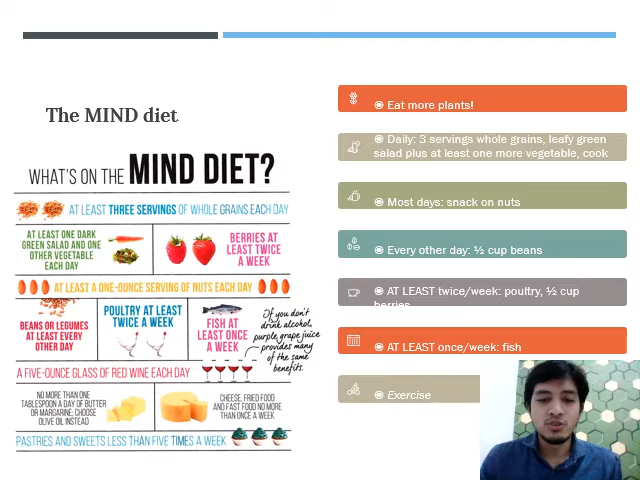 The MIND diet
WHAT'S ON THE MIND DIET?
AT LEAST THREE SERVINGS OF WHOLE GRAINS EACH DAY
AT LEAST ONE DARK
GREEN SALAD AND ONE
OTHER VEGETABLE
EACH DAY
BERRIES AT
LEAST TWICE
A WEEK
AT LEAST A ONE-OUNCE SERVING OF NUTS EACH DAY
BEANS OR LEGUMES
AT LEAST EVERY
OTHER DAY
POULTRY AT LEAST
TWICE A WEEK
FISH AT
LEAST ONCE
A WEEK
If you don't
drink alcohol,
purple grape juice
provides many
of the same
benefits.
A FIVE-OUNCE GLASS OF RED WINE EACH DAY
NO MORE THAN ONE
TABLESPOON A DAY OF BUTTER
OR MARGARINE; CHOOSE
OLIVE OIL INSTEAD
CHEESE, FRIED FOOD
AND FAST FOOD NO MORE
THAN ONCE A WEEK
PASTRIES AND SWEETS LESS THAN FIVE TIMES A WEEK
Eat more plants!
Daily: 3 servings whole grains, leafy green
salad plus at least one more vegetable, cook
Most days: snack on nuts
Every other day: ½ cup beans
AT LEAST twice/week: poultry, ½ cup
berries
AT LEAST once/week: fish
Exercise